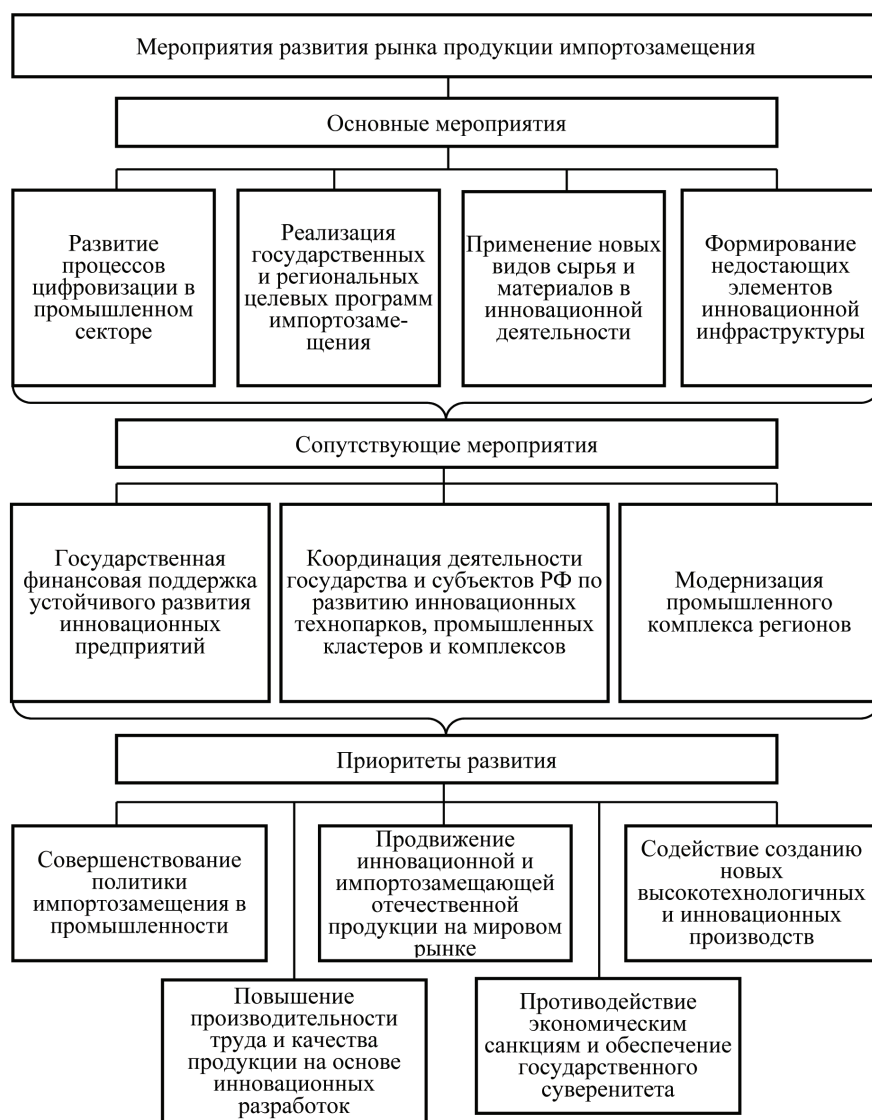 Мероприятия развития рынка продукции импортозамещения
Основные мероприятия
Развитие
процессов
цифровизации в
промышленном
секторе
Реализация
государственных
и региональных
целевых программ
импортозаме-
щения
Применение новых
видов сырья и
материалов в
инновационной
деятельности
Формирование
недостающих
элементов
инновационной
инфраструктуры
Сопутствующие мероприятия
Государственная
финансовая поддержка
устойчивого развития
инновационных
предприятий
Координация деятельности
государства и субъектов РФ по
развитию инновационных
технопарков, промышленных
кластеров и комплексов
Модернизация
промышленного
комплекса регионов
Приоритеты развития
Совершенствование
политики
импортозамещения в
промышленности
Продвижение
инновационной и
импортозамещающей
отечественной
продукции на мировом
рынке
Содействие созданию
новых
высокотехнологичных
и инновационных
производств
Повышение
производительности
труда и качества
продукции на основе
инновационных
разработок
Противодействие
экономическим
санкциям и обеспечение
государственного
суверенитета